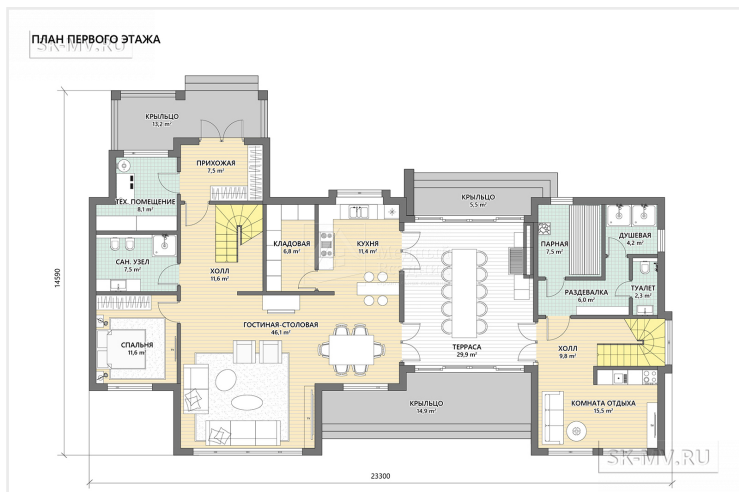 ПЛАН ПЕРВОГО ЭТАЖА
SK-MV.RU
КРЫЛЬЦО
13,2 m²
ПРИХОЖАЯ
7,5 m²
ТЕХ. ПОМЕЩЕНИЕ
8,1 m²
КРЫЛЬЦО
5,5 m²
КЛАДОВАЯ
6,8 m²
КУХНЯ
11,4 m²
ПАРНАЯ
7,5 m²
ДУШЕВАЯ
4,2 m²
САН. УЗЕЛ
7,5 m²
ХОЛЛ
11,6 m²
РАЗДЕВАЛКА
6,0 m²
ТУАЛЕТ
2,3 m²
14590
ГОСТИНАЯ-СТОЛОВАЯ
46,1 m²
СПАЛЬНЯ
11,6 m²
ТЕРРАСА
29,9 m²
ХОЛЛ
9,8 m²
КРЫЛЬЦО
14,9 m²
КОМНАТА ОТДЫХА
15,5 m²
SK-MV.RU
23300